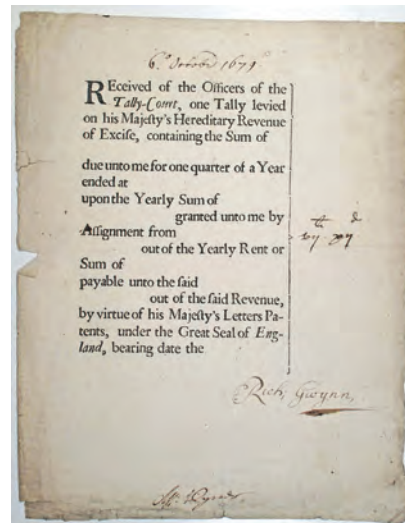 6º October 1679
REceived of the Officers of the
Tally-Court, one Tally levied
on his Majeſty's Hereditary Revenue
of Exciſe, containing the Sum of
due unto me for one quarter of a Year
ended at
upon the Yearly Sum of
granted unto me by
Aſſignment from
out of the Yearly Rent or
Sum of
payable unto the ſaid
out of the ſaid Revenue,
by virtue of his Majeſty's Letters Pa-
tents, under the Great Seal of Eng-
land, bearing date the
Rich, Gwynn,